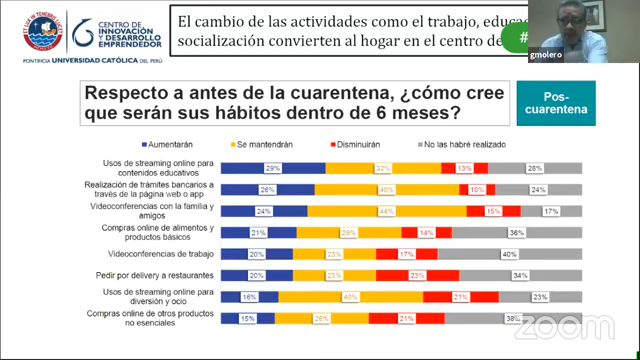 El cambio de las actividades como el trabajo,
socialización convierten al hogar en el centro
#
gmolero
CENTRO DE
INNOVACIÓN
Y DESARROLLO
EMPRENDEDOR
PONTIFICIA UNIVERSIDAD CATÓLICA DEL PERÚ
Respecto a antes de la cuarentena, ¿cómo cree
que serán sus hábitos dentro de 6 meses?
Pos-
cuarentena
Aumentarán Se mantendrán Disminuirán No las habré realizado
Usos de streaming online para
contenidos educativos
29% 32% 13% 26%
Realización de trámites bancarios a
través de la página web o app
26% 40% 10% 24%
Videoconferencias con la familia y
amigos
24% 44% 15% 17%
Compras online de alimentos y
productos básicos
21% 29% 14% 36%
Videoconferencias de trabajo
20% 23% 17% 40%
Pedir por delivery a restaurantes
20% 23% 23% 34%
Usos de streaming online para
diversión y ocio
16% 40% 21% 23%
Compras online de otros productos
no esenciales
15% 26% 21% 38%
zoom